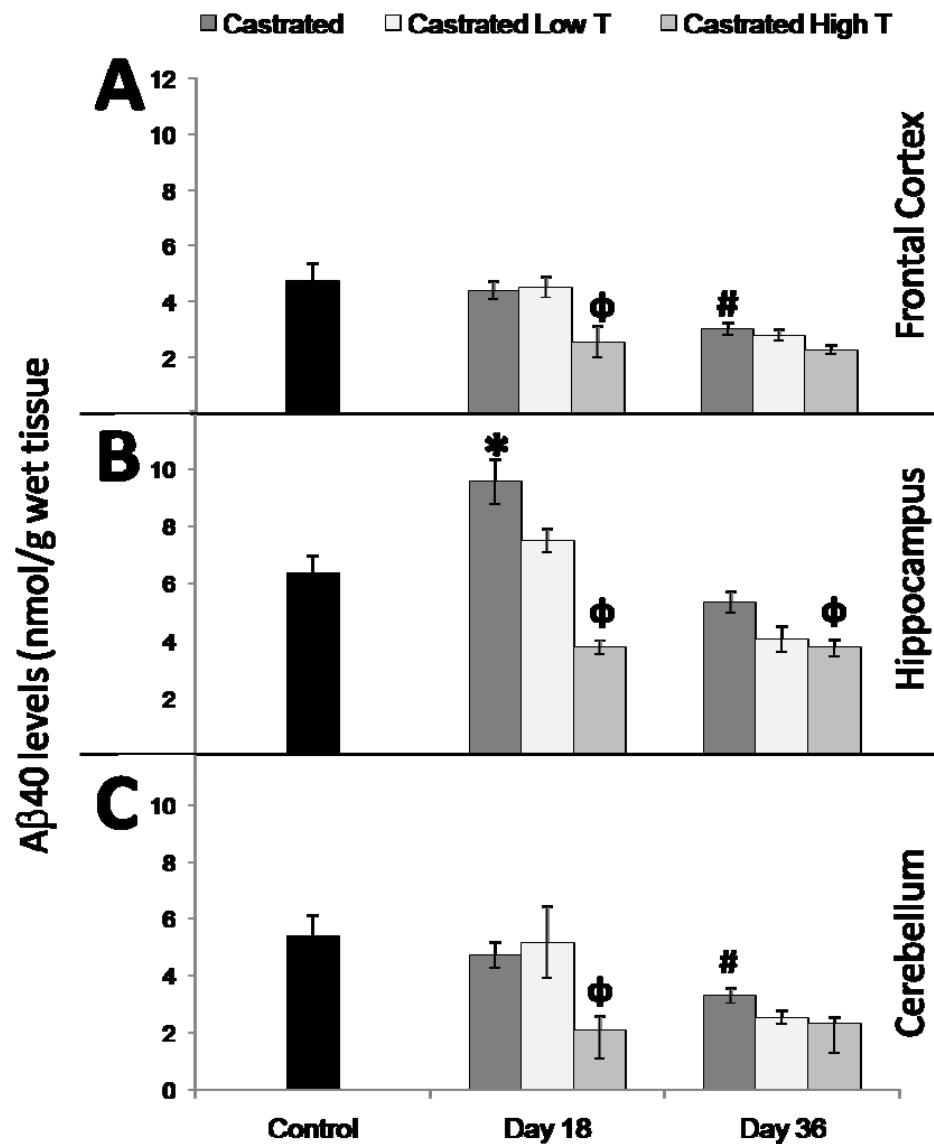 Castrated Castrated Low T Castrated High T
Aβ40 levels (nmol/g wet tissue
A
12
10
8
6
4
2
ф
#
Frontal Cortex
B
10
8
6
4
2
*
ф
ф
Hippocampus
C
10
8
6
4
2
0
ф
#
Cerebellum
Control Day 18 Day 36